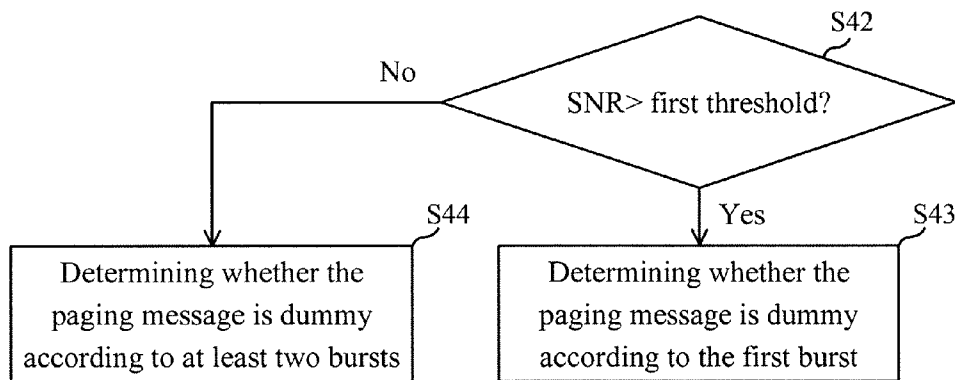 S42
No
SNR> first threshold?
Yes
S44
S43
Determining whether the
paging message is dummy
according to at least two bursts
Determining whether the
paging message is dummy
according to the first burst